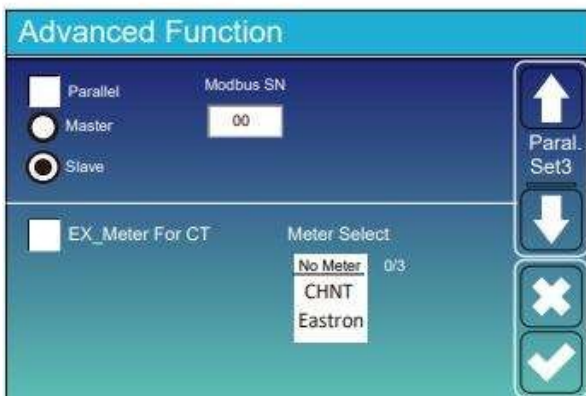 Advanced Function
Parallel
Modbus SN
Master
00
Slave
Paral.
Set3
EX_Meter For CT
Meter Select
No Meter 0/3
CHNT
Eastron